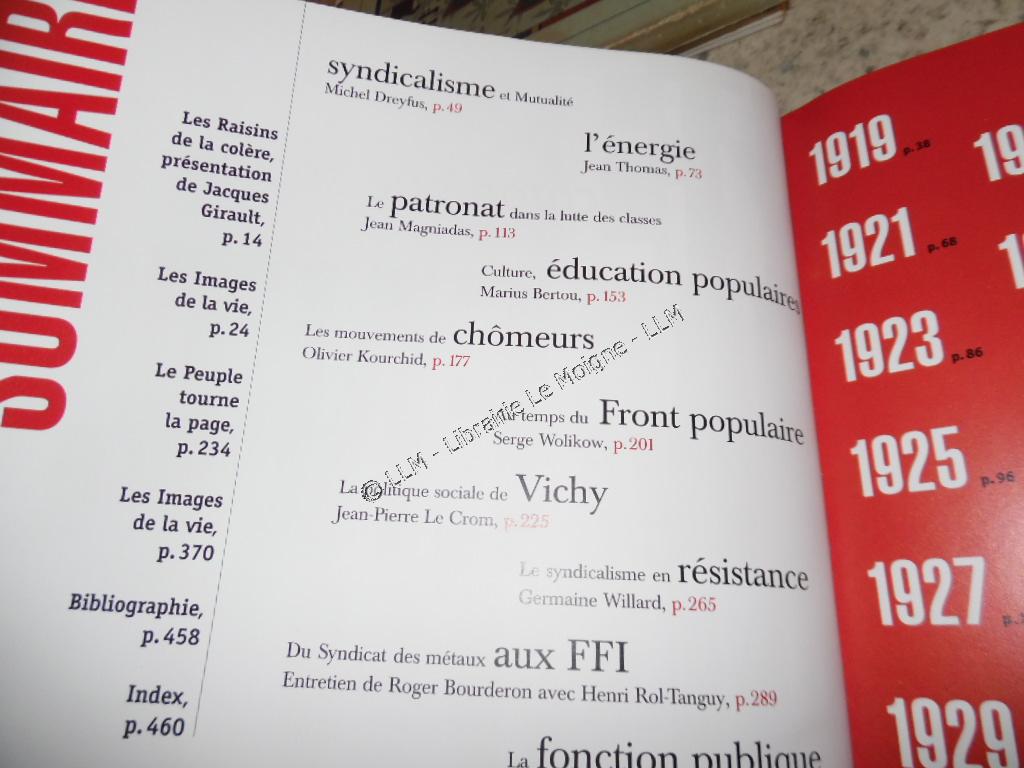 SOMMAIRE
Les Raisins
de la colère,
présentation
de Jacques
Girault,
p. 14
Les Images
de la vie,
p. 24
Le Peuple
tourne
la page,
p. 234
Les Images
de la vie,
p. 370
Bibliographie,
p. 458
Index,
p. 460
syndicalisme et Mutualité
Michel Dreyfus, p. 49
l'énergie
Jean Thomas, p. 73
Le patronat dans la lutte des classes
Jean Magniadas, p. 113
Culture, éducation populaires
Marius Bertou, p. 153
Les mouvements de chômeurs
Olivier Kourchid, p. 177
temps du Front populaire
Serge Wolikow, p. 201
La politique sociale de Vichy
Jean-Pierre Le Crom, p. 225
Le syndicalisme en résistance
Germaine Willard, p. 265
Du Syndicat des métaux aux FFI
Entretien de Roger Bourderon avec Henri Rol-Tanguy, p. 289
La fonction publique
© LLM - Librairie Le Moigne - LLM
1919 p. 38
1921 p. 68
1923 p. 86
1925 p. 96
1927
1929